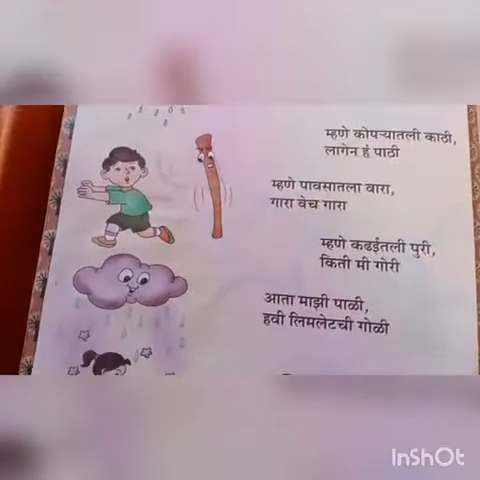 म्हणे कोपऱ्यातली काठी,
लागेन हं पाठी
म्हणे पावसातला वारा,
गारा वेच गारा
म्हणे कढईतली पुरी,
किती मी गोरी
आता माझी पाळी,
हवी लिमलेटची गोळी
InShOt